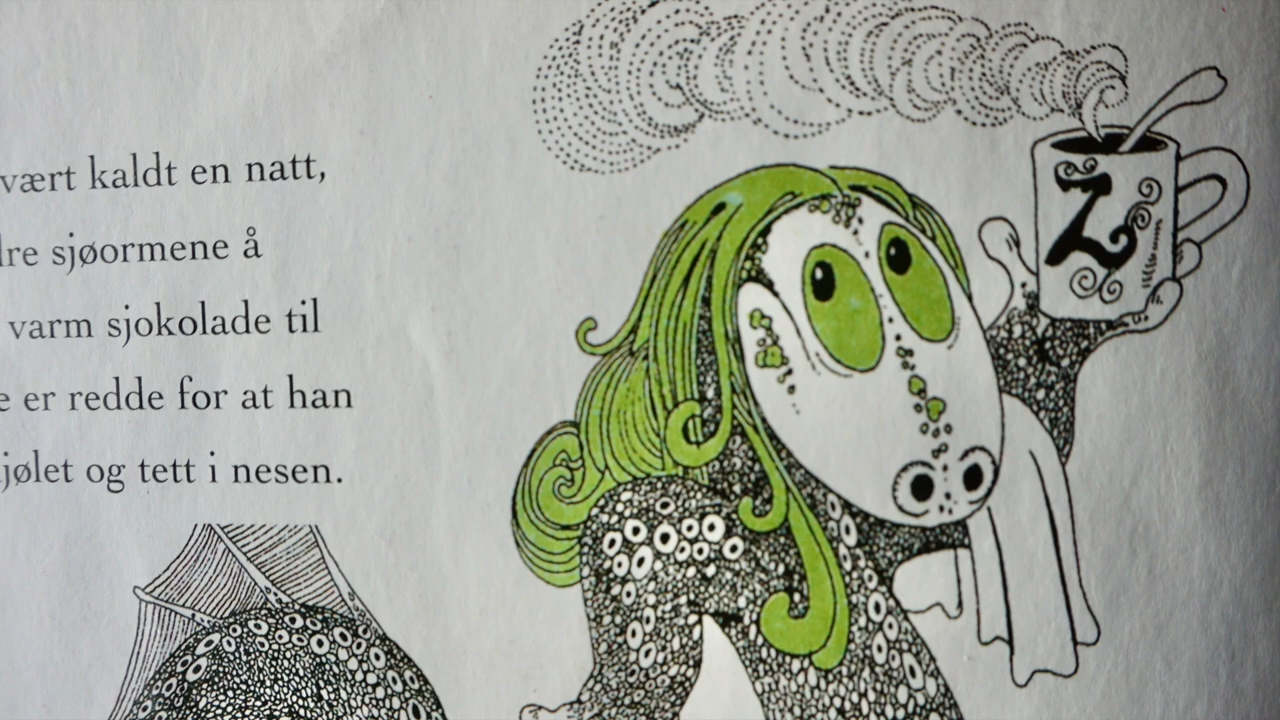 vært kaldt en natt,
dre sjøormene å
varm sjokolade til
e er redde for at han
jølet og tett i nesen.
Z